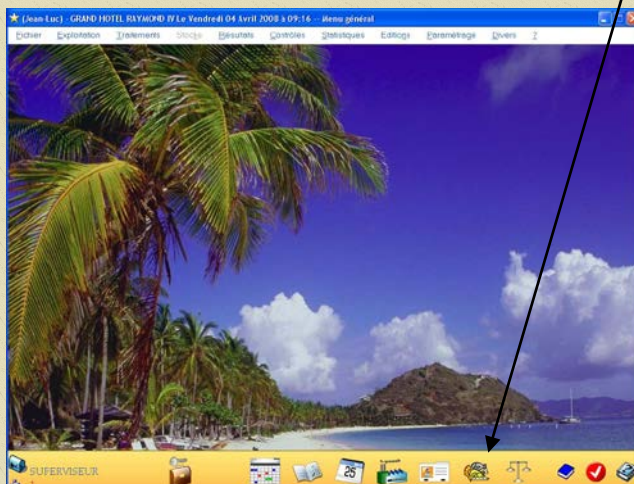 (Jean-Luc) - GRAND HOTEL RAYMOND IV Le Vendredi 04 Avril 2008 à 09:16 -- Menu général
Fichier Exploitation Traitements Stocks Résultats Contrôles Statistiques Editions Paramétrage Divers ?
SUPERVISEUR
25